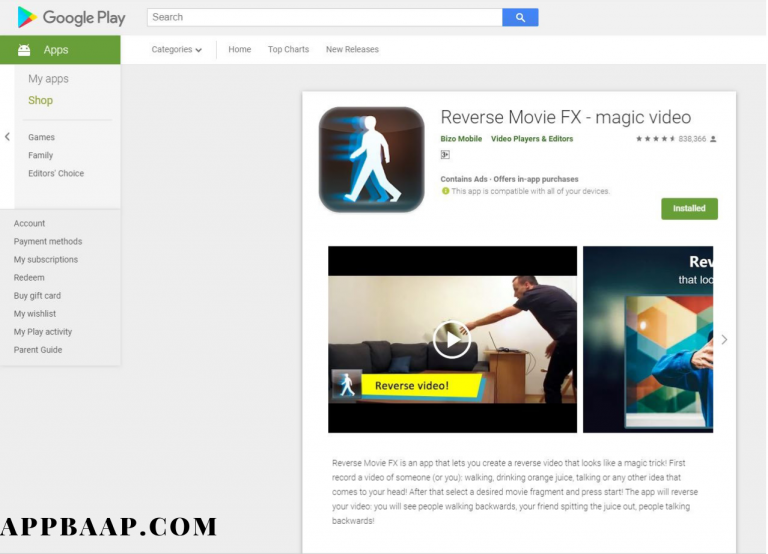 Google Play
Search
Apps
Categories
Home
Top Charts
New Releases
My apps
Shop
Games
Family
Editors' Choice
Account
Payment methods
My subscriptions
Redeem
Buy gift card
My wishlist
My Play activity
Parent Guide
Reverse Movie FX - magic video
Bizo Mobile Video Players & Editors 838,366
3+
Contains Ads · Offers in-app purchases
This app is compatible with all of your devices.
Installed
Reverse video!
Rev
that loo
Reverse Movie FX is an app that lets you create a reverse video that looks like a magic trick! First
record a video of someone (or you): walking, drinking orange juice, talking or any other idea that
comes to your head! After that select a desired movie fragment and press start! The app will reverse
your video: you will see people walking backwards, your friend spitting the juice out, people talking
backwards!
APPBAAP.COM